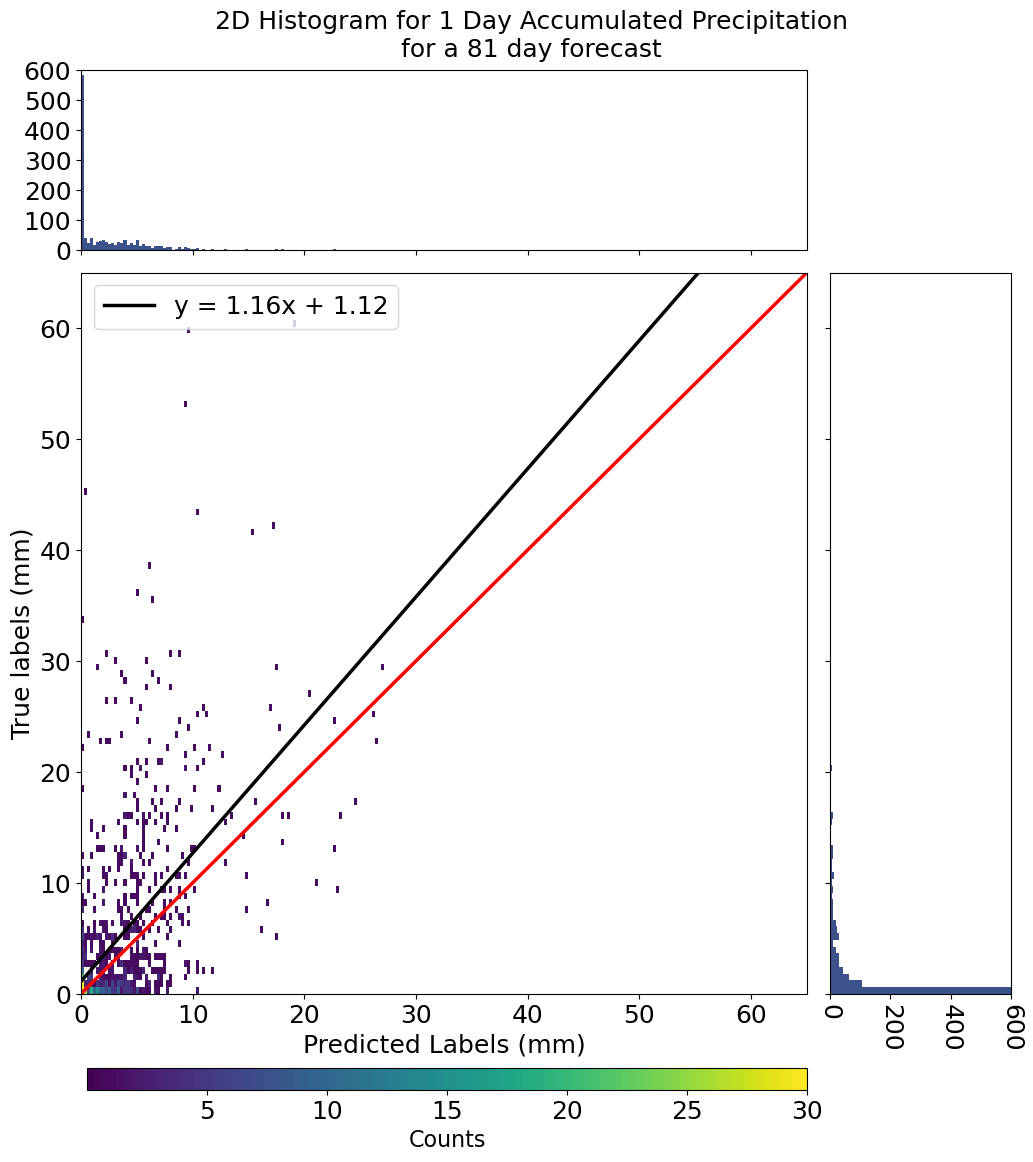 2D Histogram for 1 Day Accumulated Precipitation
for a 81 day forecast
600
500
400
300
200
100
0
y = 1.16x + 1.12
60
50
40
30
20
10
0
True labels (mm)
0 10 20 30 40 50 60
Predicted Labels (mm)
0 200 400 600
5 10 15 20 25 30
Counts